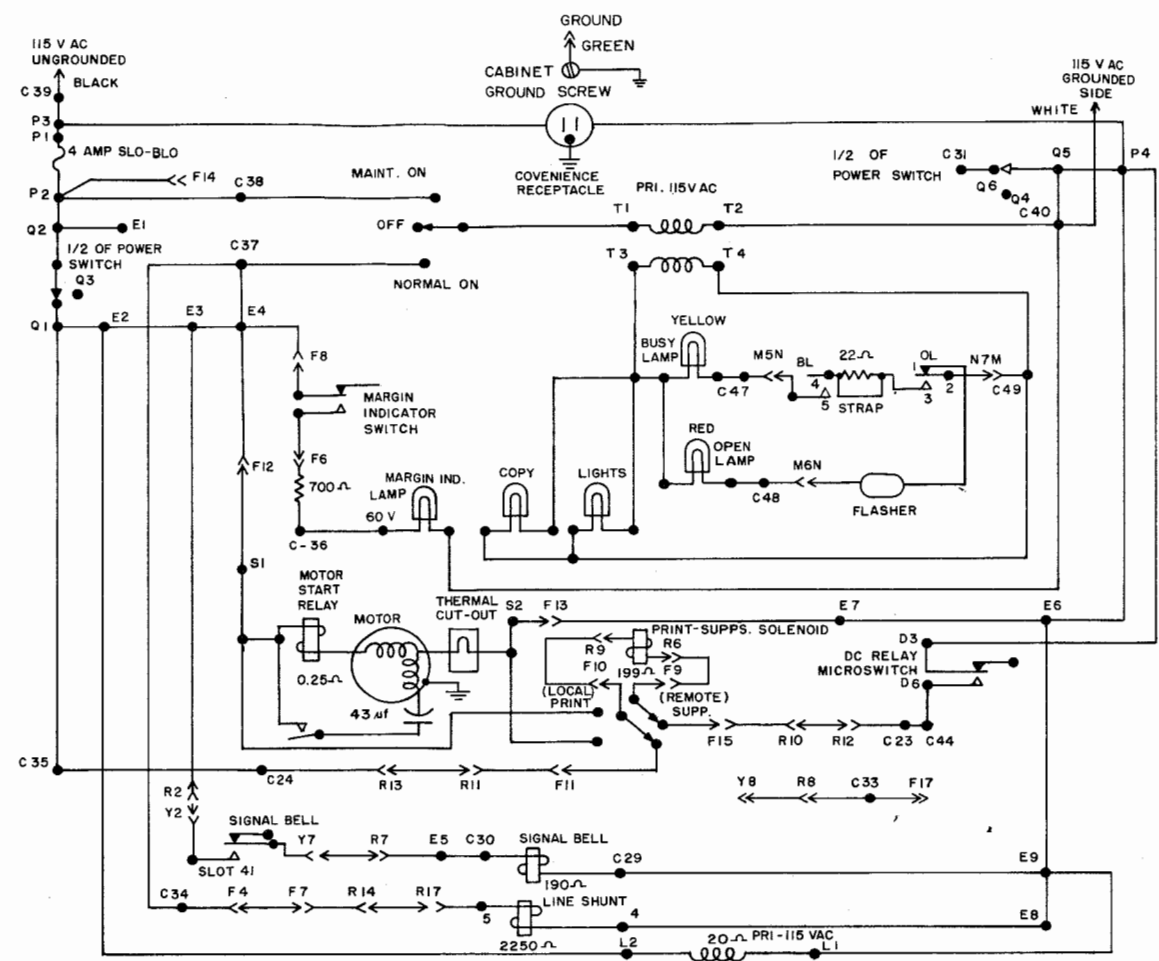 GROUND
GREEN
115 V AC
UNGROUNDED
BLACK
CABINET
GROUND SCREW
115 V AC
GROUNDED
SIDE
WHITE
C39
P3
P1
4 AMP SLO-BLO
F14
C38
MAINT. ON
COVENIENCE
RECEPTACLE
PRI. 115V AC
1/2 OF
POWER SWITCH
C31
Q5
P4
Q6
Q4
C40
P2
Q2
E1
OFF
T1
T2
1/2 OF POWER
SWITCH
Q3
C37
T3
T4
NORMAL ON
Q1
E2
E3
E4
YELLOW
BUSY
LAMP
M5N
BL
22Ω
1
OL
N7M
F8
C47
4
5
STRAP
3
2
C49
MARGIN
INDICATOR
SWITCH
RED
OPEN
LAMP
M6N
F12
F6
700Ω
MARGIN IND.
LAMP
COPY
LIGHTS
C48
FLASHER
60 V
C-36
S1
MOTOR
START
RELAY
MOTOR
THERMAL
CUT-OUT
S2
F13
E7
E6
PRINT-SUPPS. SOLENOID
R9
R6
D3
DC RELAY
MICROSWITCH
F10
199Ω
F9
D6
0.25Ω
(LOCAL)
PRINT
(REMOTE)
SUPP.
43 µf
F15
R10
R12
C23
C44
C35
C24
R13
R11
F11
R2
Y2
Y8
R8
C33
F17
SIGNAL BELL
Y7
R7
E5
C30
SIGNAL BELL
C29
E9
SLOT 41
190Ω
C34
F4
F7
R14
R17
5
LINE SHUNT
4
E8
2250Ω
L2
20Ω
PRI-115 VAC
L1